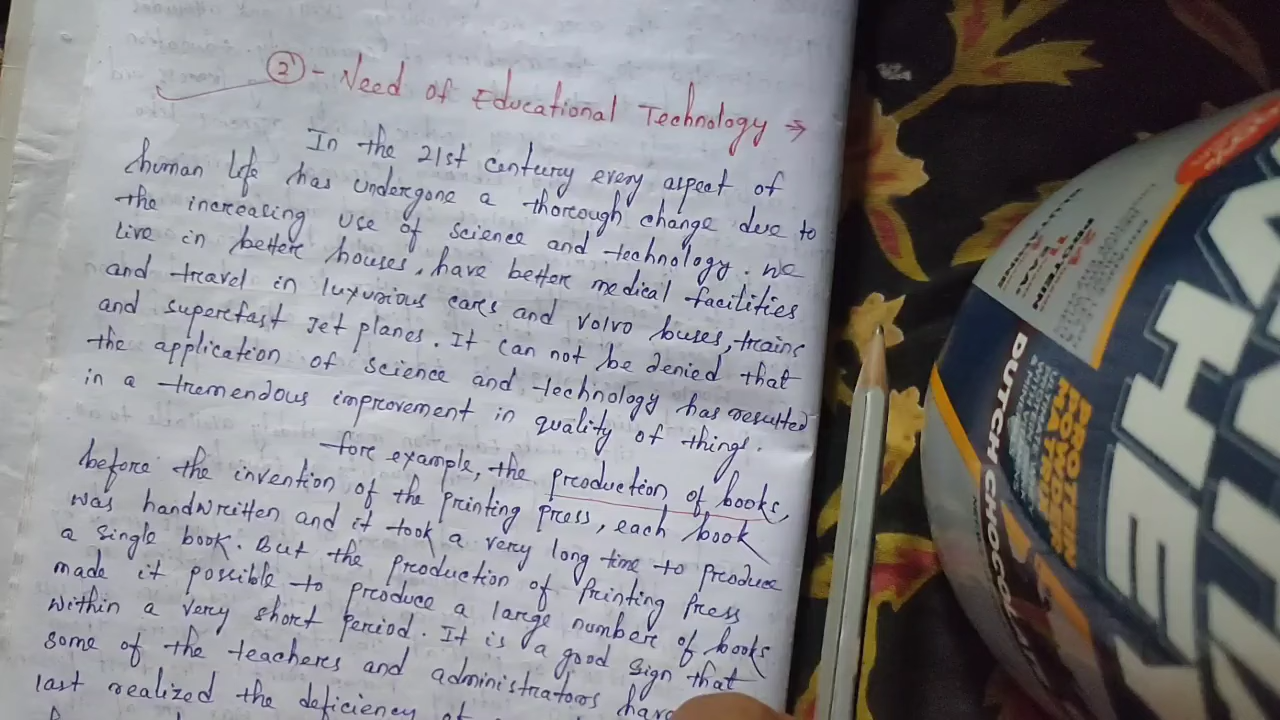 2 - Need of Educational Technology →
In the 21st century every aspect of
human life has undergone a thorough change due to
the increasing use of science and technology. we
live in better houses, have better medical facilities
and travel in luxurious cars and volvo buses, trains
and superfast Jet planes. It can not be denied that
the application of science and technology has resulted
in a tremendous improvement in quality of things.
fore example, the production of books,
before the invention of the printing press, each book
was handwritten and it took a very long time to produce
a single book. But the production of Printing Press
made it possible to produce a large number of books
within a very short period. It is a good sign that
some of the teachers and administrators have
last realized the deficiency of
PROTEIN
POWDER
DUTCH CHOCOL